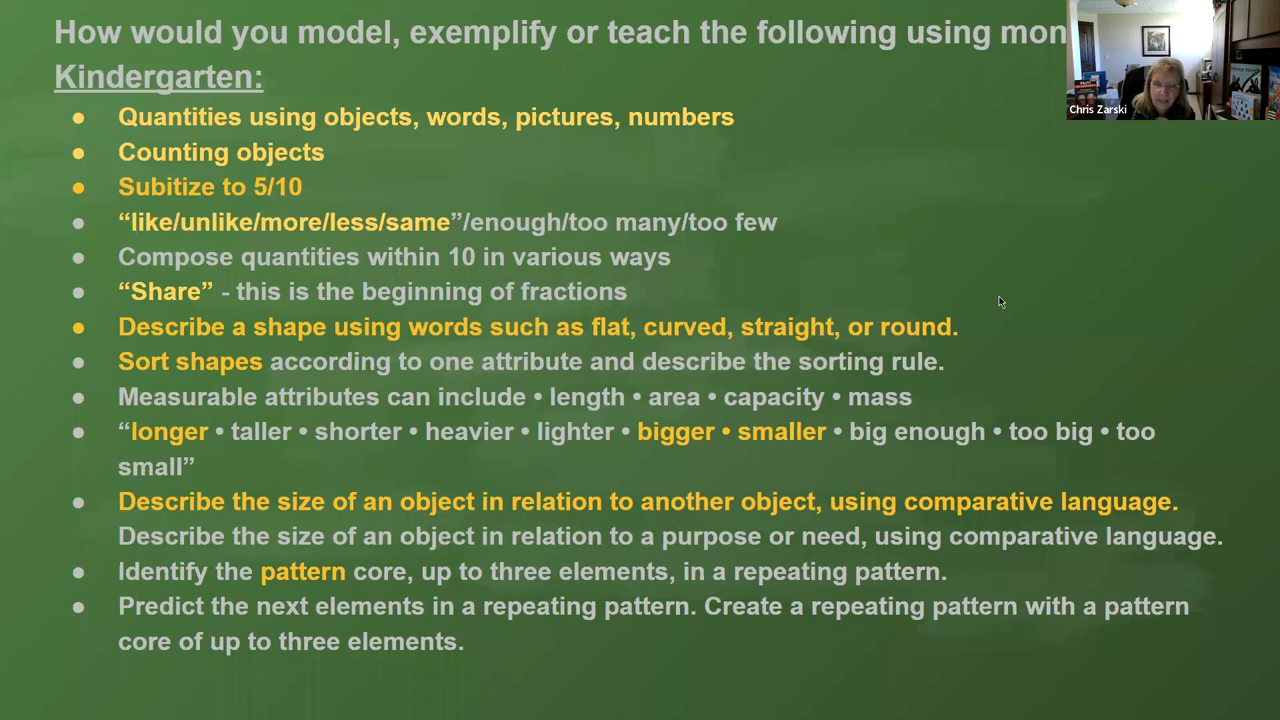 How would you model, exemplify or teach the following using mon
Kindergarten:
● Quantities using objects, words, pictures, numbers
● Counting objects
● Subitize to 5/10
● “like/unlike/more/less/same”/enough/too many/too few
● Compose quantities within 10 in various ways
● “Share” - this is the beginning of fractions
● Describe a shape using words such as flat, curved, straight, or round.
● Sort shapes according to one attribute and describe the sorting rule.
● Measurable attributes can include • length • area • capacity • mass
● “longer • taller • shorter • heavier • lighter • bigger • smaller • big enough • too big • too
small”
● Describe the size of an object in relation to another object, using comparative language.
Describe the size of an object in relation to a purpose or need, using comparative language.
● Identify the pattern core, up to three elements, in a repeating pattern.
● Predict the next elements in a repeating pattern. Create a repeating pattern with a pattern
core of up to three elements.
Chris Zarski